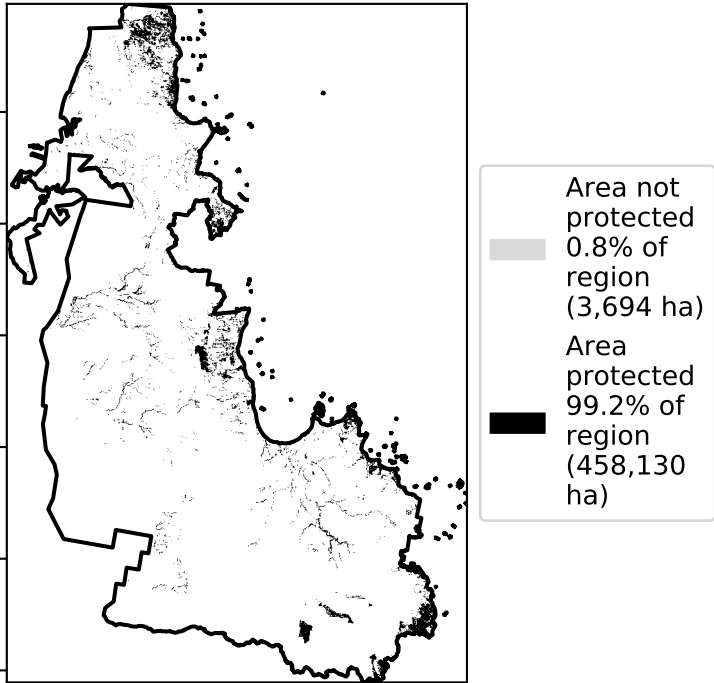 Area not
protected
0.8% of
region
(3,694 ha)
Area
protected
99.2% of
region
(458,130
ha)